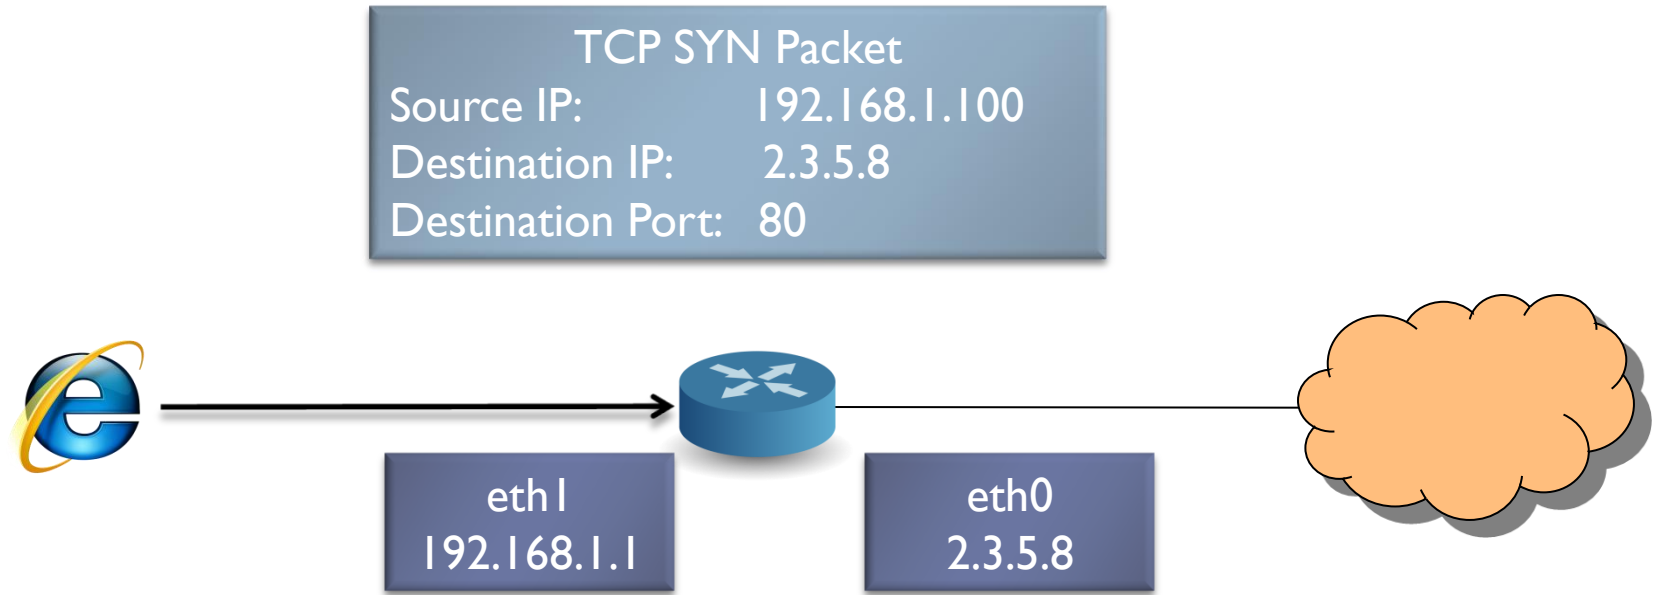 TCP SYN Packet
Source IP: 192.168.1.100
Destination IP: 2.3.5.8
Destination Port: 80
eth1
192.168.1.1
eth0
2.3.5.8